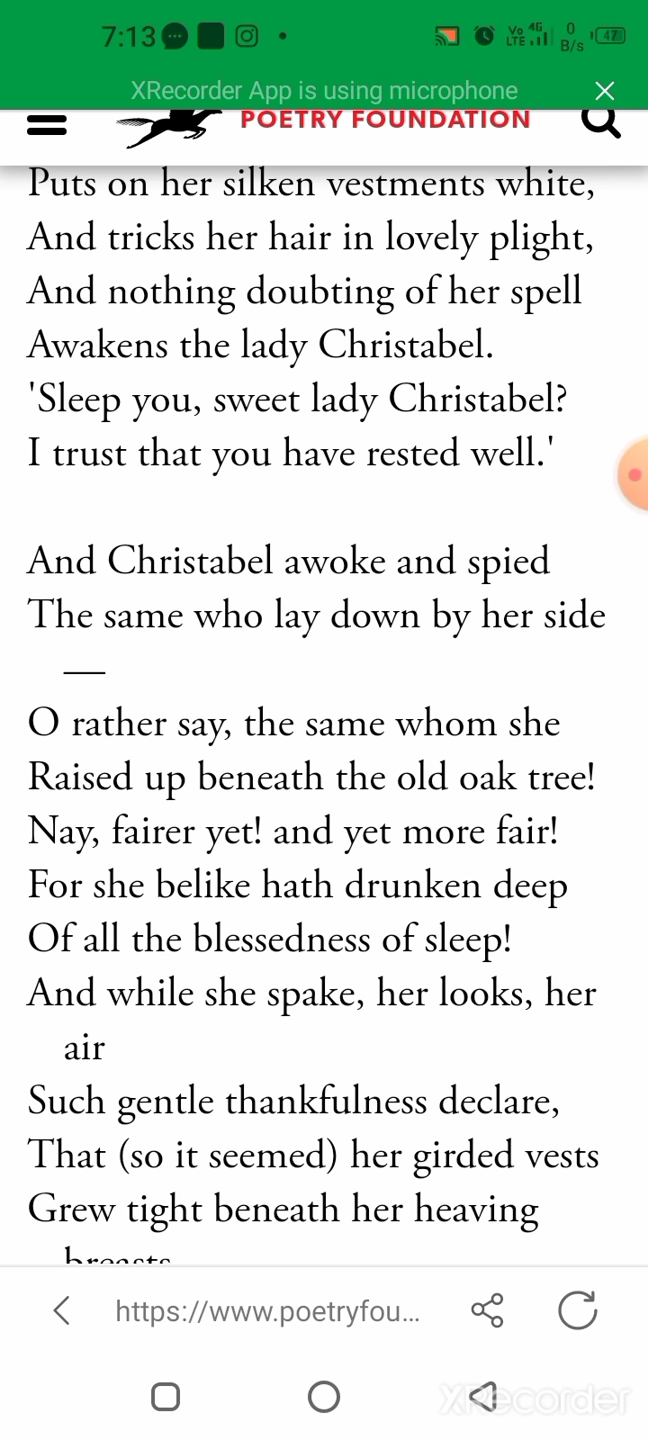 7:13
Vo LTE 4G 0 B/s 47
XRecorder App is using microphone
POETRY FOUNDATION
Puts on her silken vestments white,
And tricks her hair in lovely plight,
And nothing doubting of her spell
Awakens the lady Christabel.
'Sleep you, sweet lady Christabel?
I trust that you have rested well.'
And Christabel awoke and spied
The same who lay down by her side
—
O rather say, the same whom she
Raised up beneath the old oak tree!
Nay, fairer yet! and yet more fair!
For she belike hath drunken deep
Of all the blessedness of sleep!
And while she spake, her looks, her
air
Such gentle thankfulness declare,
That (so it seemed) her girded vests
Grew tight beneath her heaving
breasts.
https://www.poetryfou...
XRecorder